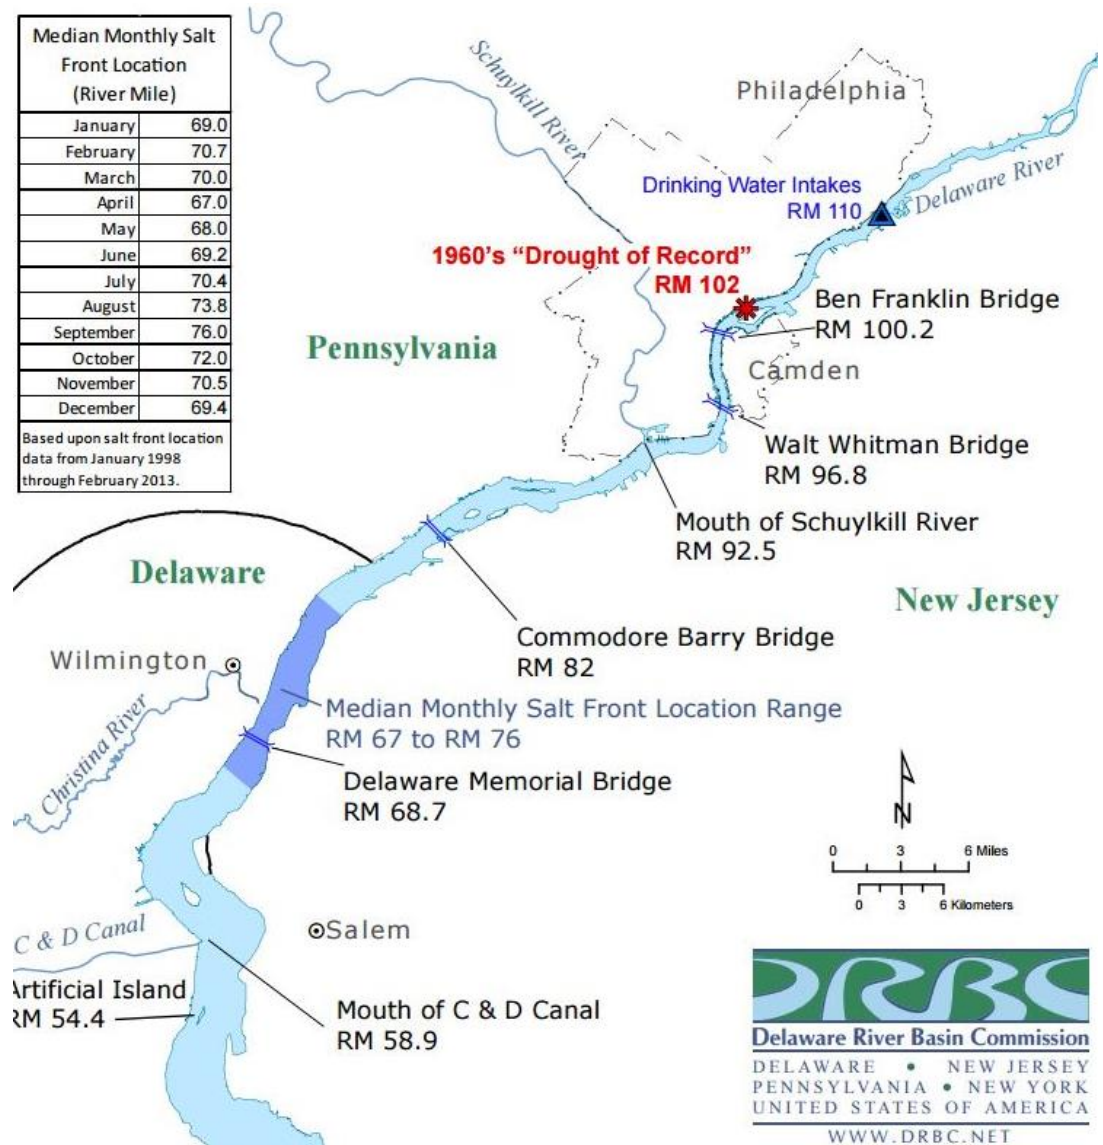 Median Monthly Salt
Front Location
(River Mile)
January 69.0
February 70.7
March 70.0
April 67.0
May 68.0
June 69.2
July 70.4
August 73.8
September 76.0
October 72.0
November 70.5
December 69.4
Based upon salt front location
data from January 1998
through February 2013.
Schuylkill River
Philadelphia
Drinking Water Intakes
RM 110
Delaware River
1960's “Drought of Record”
RM 102
Ben Franklin Bridge
RM 100.2
Pennsylvania
Camden
Walt Whitman Bridge
RM 96.8
Mouth of Schuylkill River
RM 92.5
Delaware
New Jersey
Commodore Barry Bridge
RM 82
Wilmington
Median Monthly Salt Front Location Range
RM 67 to RM 76
Christina River
Delaware Memorial Bridge
RM 68.7
N
0 3 6 Miles
0 3 6 Kilometers
Salem
C & D Canal
Artificial Island
RM 54.4
Mouth of C & D Canal
RM 58.9
DRBC
Delaware River Basin Commission
DELAWARE • NEW JERSEY
PENNSYLVANIA • NEW YORK
UNITED STATES OF AMERICA
WWW.DRBC.NET